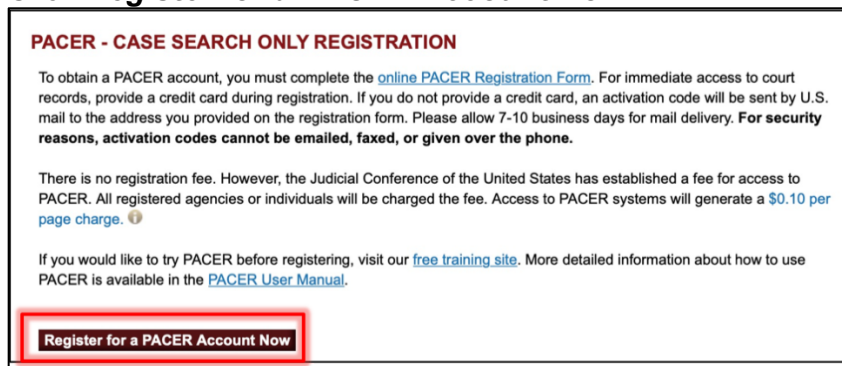 PACER - CASE SEARCH ONLY REGISTRATION
To obtain a PACER account, you must complete the online PACER Registration Form. For immediate access to court
records, provide a credit card during registration. If you do not provide a credit card, an activation code will be sent by U.S.
mail to the address you provided on the registration form. Please allow 7-10 business days for mail delivery. For security
reasons, activation codes cannot be emailed, faxed, or given over the phone.
There is no registration fee. However, the Judicial Conference of the United States has established a fee for access to
PACER. All registered agencies or individuals will be charged the fee. Access to PACER systems will generate a $0.10 per
page charge.
If you would like to try PACER before registering, visit our free training site. More detailed information about how to use
PACER is available in the PACER User Manual.
Register for a PACER Account Now